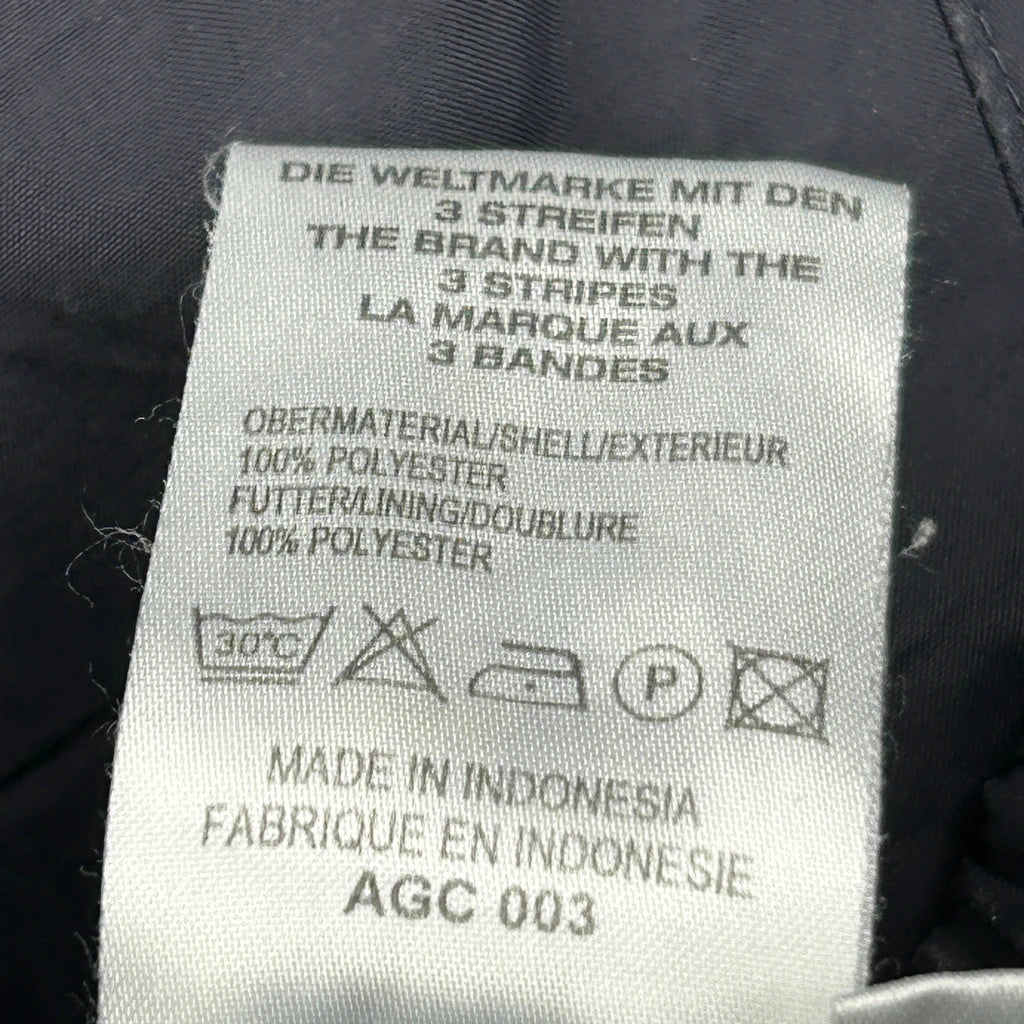 DIE WELTMARKE MIT DEN
3 STREIFEN
THE BRAND WITH THE
3 STRIPES
LA MARQUE AUX
3 BANDES
OBERMATERIAL/SHELL/EXTERIEUR
100% POLYESTER
FUTTER/LINING/DOUBLURE
100% POLYESTER
30°C P
MADE IN INDONESIA
FABRIQUE EN INDONESIE
AGC 003